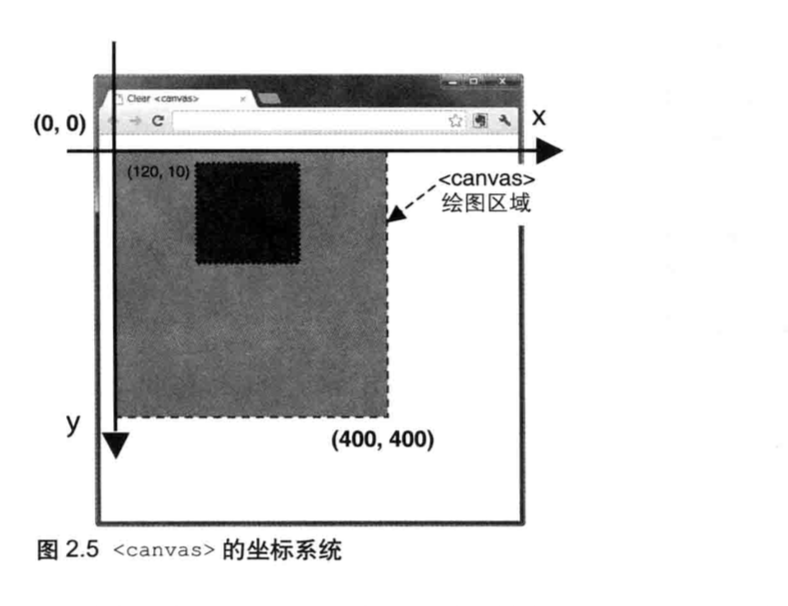 Clear <canvas>
(0, 0)
x
(120, 10)
<canvas>
绘图区域
y
(400, 400)
图 2.5 <canvas> 的坐标系统